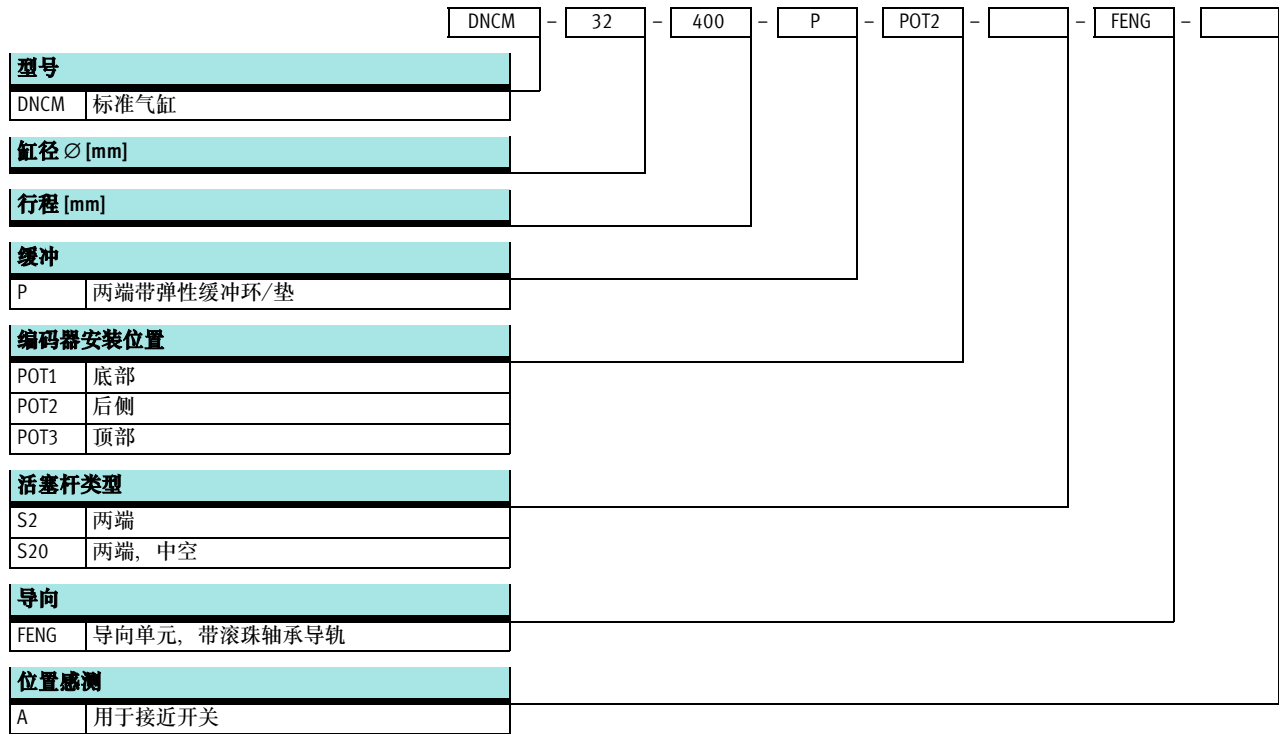 DNCM – 32 – 400 – P – POT2 – – FENG –
型号
DNCM 标准气缸
缸径 ∅ [mm]
行程 [mm]
缓冲
P 两端带弹性缓冲环/垫
编码器安装位置
POT1 底部
POT2 后侧
POT3 顶部
活塞杆类型
S2 两端
S20 两端, 中空
导向
FENG 导向单元, 带滚珠轴承导轨
位置感测
A 用于接近开关